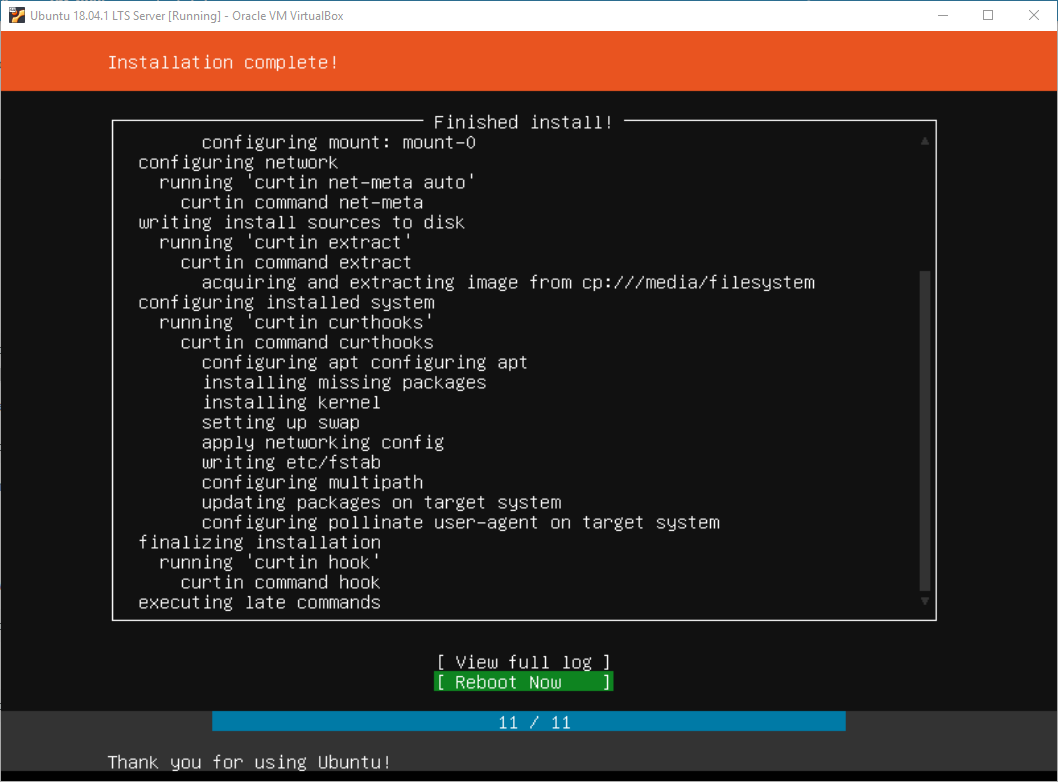 Ubuntu 18.04.1 LTS Server [Running] - Oracle VM VirtualBox
Installation complete!
Finished install!
configuring mount: mount-0
configuring network
running 'curtin net-meta auto'
curtin command net-meta
writing install sources to disk
running 'curtin extract'
curtin command extract
acquiring and extracting image from cp:///media/filesystem
configuring installed system
running 'curtin curthooks'
curtin command curthooks
configuring apt configuring apt
installing missing packages
installing kernel
setting up swap
apply networking config
writing etc/fstab
configuring multipath
updating packages on target system
configuring pollinate user-agent on target system
finalizing installation
running 'curtin hook'
curtin command hook
executing late commands
[ View full log ]
[ Reboot Now ]
11 / 11
Thank you for using Ubuntu!